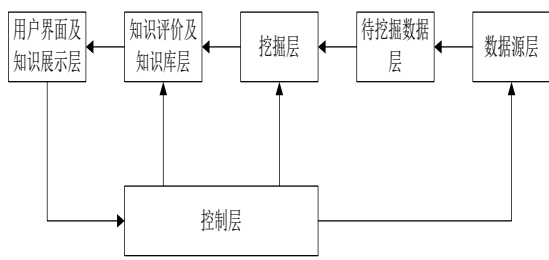 用户界面及
知识展示层
知识评价及
知识库层
挖掘层
待挖掘数据
层
数据源层
控制层